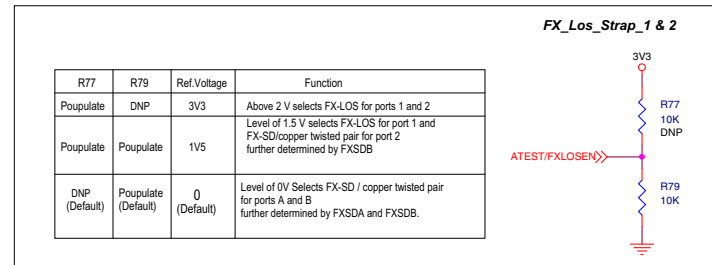 FX_Los_Strap_1 & 2
R77 R79 Ref.Voltage Function
Poupulate DNP 3V3 Above 2 V selects FX-LOS for ports 1 and 2
Poupulate Poupulate 1V5 Level of 1.5 V selects FX-LOS for port 1 and
FX-SD/copper twisted pair for port 2
further determined by FXSDB
DNP
(Default)
Poupulate
(Default)
0
(Default)
Level of 0V Selects FX-SD / copper twisted pair
for ports A and B
further determined by FXSDA and FXSDB.
3V3
R77
10K
DNP
ATEST/FXLOSEN
R79
10K